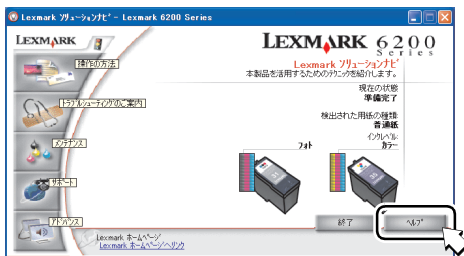 Lexmark ソリューションナビ - Lexmark 6200 Series
LEXMARK
LEXMARK 6200
Series
操作の方法
トラブルシューティングのご案内
メンテナンス
サポート
アドバンス
Lexmark ソリューションナビ
本製品を活用するためのテクニックを紹介します。
現在の状態
準備完了
検出された用紙の種類:
普通紙
インクレベル:
フォト
カラー
31
35
終了
ヘルプ
Lexmark ホームページ
Lexmark ホームページへリンク